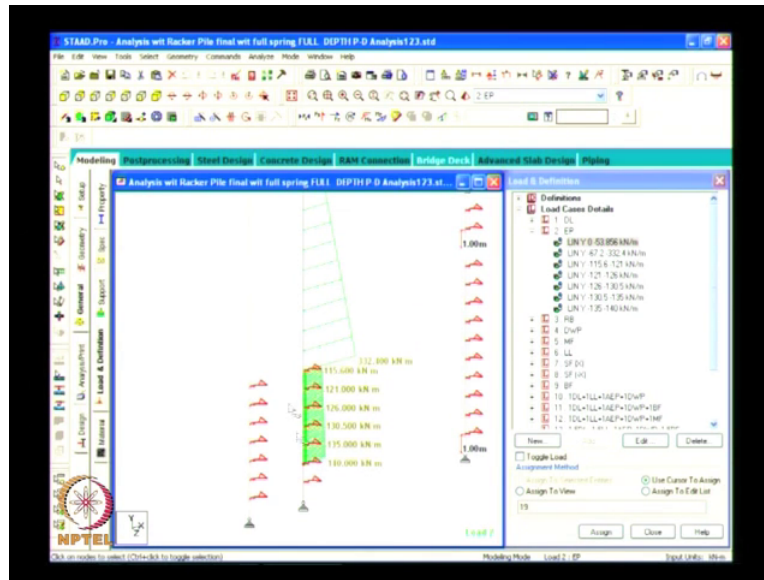 STAAD.Pro - Analysis wit Racker Pile final wit full spring FULL DEPTH P-D Analysis123.std
File Edit View Tools Select Geometry Commands Analyze Mode Window Help
2 EP
Modeling Postprocessing Steel Design Concrete Design RAM Connection Bridge Deck Advanced Slab Design Piping
Analysis wit Racker Pile final wit full spring FULL DEPTH P-D Analysis123.st...
Load & Definition
Setup
Geometry
General
Analysis/Print
Design
Property
Spec
Support
Load & Definition
Material
1.00m
332.400 kN m
115.600 kN m
121.000 kN m
126.000 kN m
130.500 kN m
135.000 kN m
140.000 kN m
1.00m
Load 2
Y
X
Z
Definitions
Load Cases Details
1 DL
2 EP
LIN Y 0 -53.856 kN/m
LIN Y -67.2 -332.4 kN/m
LIN Y -115.6 -121 kN/m
LIN Y -121 -126 kN/m
LIN Y -126 -130.5 kN/m
LIN Y -130.5 -135 kN/m
LIN Y -135 -140 kN/m
3 RB
4 DWP
5 MF
6 LL
7 SF (X)
8 SF (-X)
9 BF
10 1DL+1LL+1AEP+1DWP
11 1DL+1LL+1AEP+1DWP+1BF
12 1DL+1LL+1AEP+1DWP+1MF
New... Edit... Delete...
Toggle Load
Assignment Method
Use Cursor To Assign
Assign To View Assign To Edit List
19
Assign Close Help
NPTEL
Click on nodes to select (Ctrl+click to toggle selection) Modeling Mode Load 2 : EP Input Units: kN-m